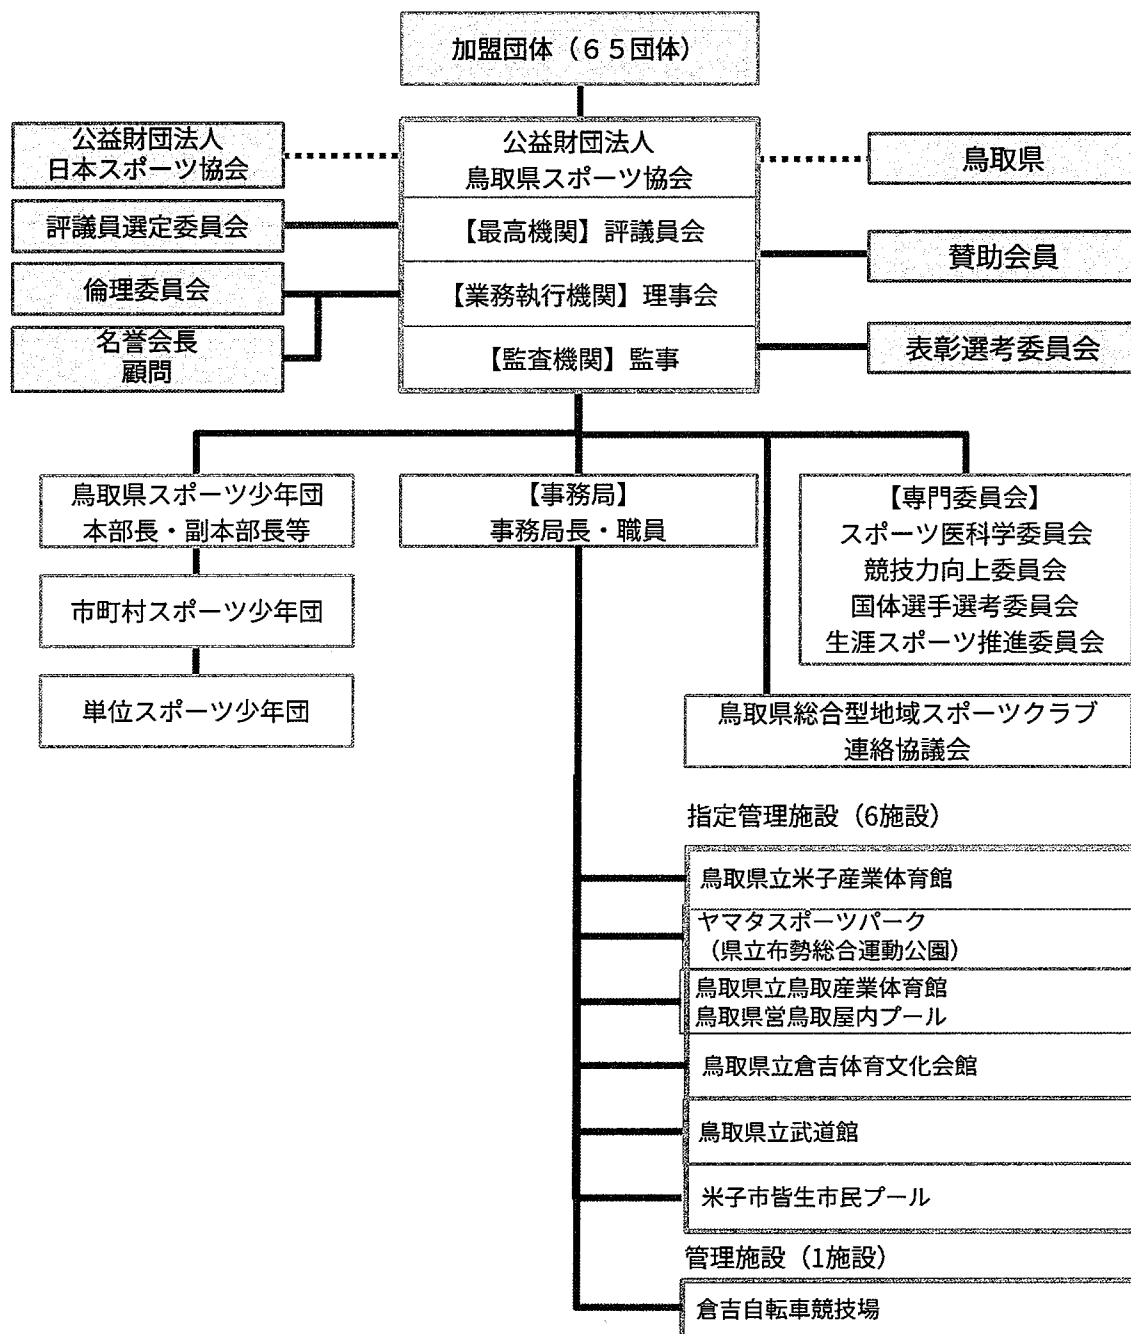 加盟団体（６５団体）
公益財団法人
日本スポーツ協会
公益財団法人
鳥取県スポーツ協会
鳥取県
評議員選定委員会
【最高機関】評議員会
賛助会員
倫理委員会
【業務執行機関】理事会
名誉会長
顧問
【監査機関】監事
表彰選考委員会
鳥取県スポーツ少年団
本部長・副本部長等
市町村スポーツ少年団
単位スポーツ少年団
【事務局】
事務局長・職員
【専門委員会】
スポーツ医科学委員会
競技力向上委員会
国体選手選考委員会
生涯スポーツ推進委員会
鳥取県総合型地域スポーツクラブ
連絡協議会
指定管理施設（6施設）
鳥取県立米子産業体育館
ヤマタスポーツパーク
（県立布勢総合運動公園）
鳥取県立鳥取産業体育館
鳥取県営鳥取屋内プール
鳥取県立倉吉体育文化会館
鳥取県立武道館
米子市皆生市民プール
管理施設（1施設）
倉吉自転車競技場